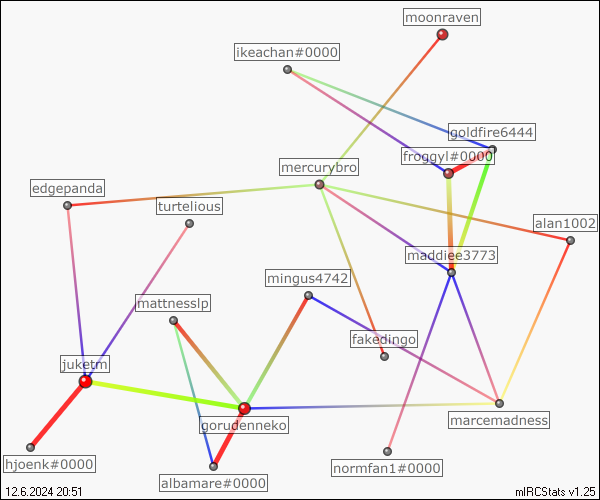 moonraven
ikeachan#0000
goldfire6444
froggyl#0000
mercurybro
edgepanda
turtelious
alan1002
maddiee3773
mingus4742
mattnesslp
fakedingo
juketm
marcemadness
gorudenneko
hjoenk#0000
normfan1#0000
albamare#0000
12.6.2024 20:51
mIRCStats v1.25